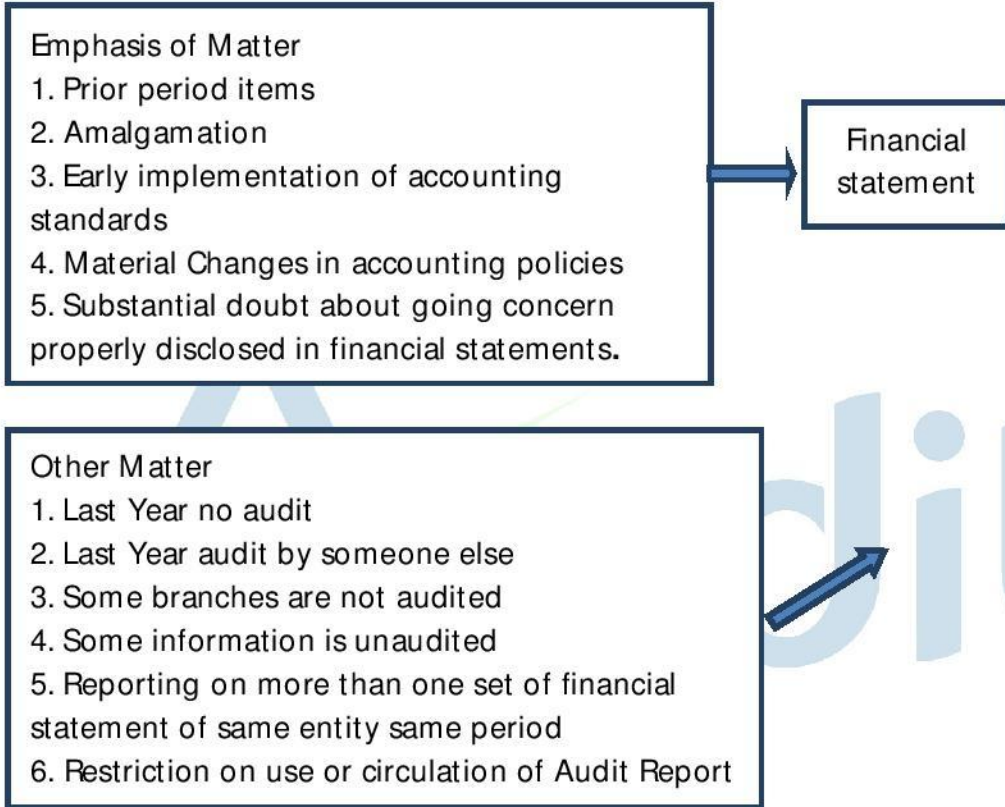 Emphasis of Matter
1. Prior period items
2. Amalgamation
3. Early implementation of accounting
standards
4. Material Changes in accounting policies
5. Substantial doubt about going concern
properly disclosed in financial statements.
Financial
statement
Other Matter
1. Last Year no audit
2. Last Year audit by someone else
3. Some branches are not audited
4. Some information is unaudited
5. Reporting on more than one set of financial
statement of same entity same period
6. Restriction on use or circulation of Audit Report